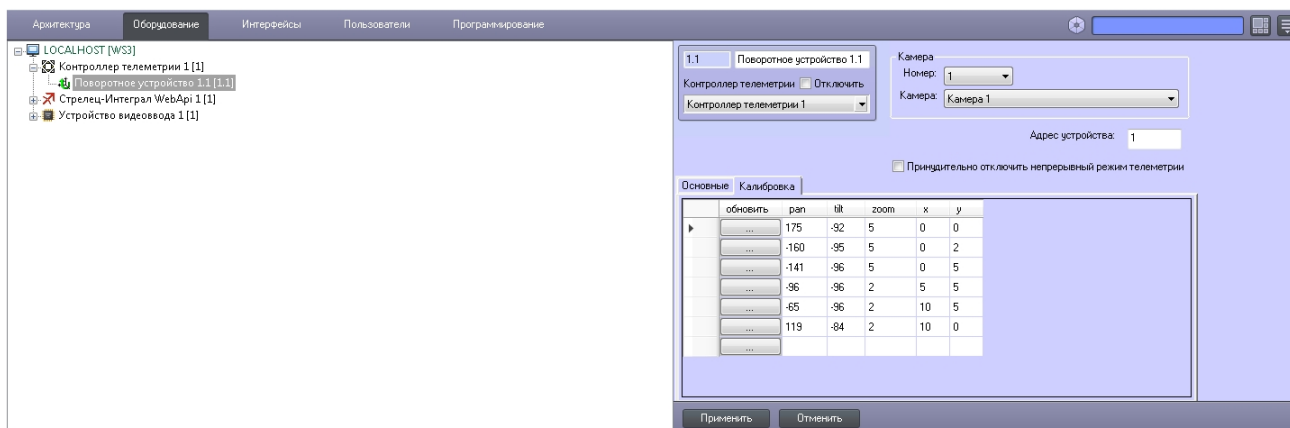 Архитектура Оборудование Интерфейсы Пользователи Программирование
LOCALHOST [WS3]
Контроллер телеметрии 1 [1]
Поворотное устройство 1.1 [1.1]
Стрелец-Интеграл WebApi 1 [1]
Устройство видеоввода 1 [1]
1.1 Поворотное устройство 1.1
Контроллер телеметрии Отключить
Контроллер телеметрии 1
Камера
Номер: 1
Камера: Камера 1
Адрес устройства: 1
Принудительно отключить непрерывный режим телеметрии
Основные Калибровка
обновить pan tilt zoom x y
... 175 -92 5 0 0
... -160 -95 5 0 2
... -141 -96 5 0 5
... -96 -96 2 5 5
... -65 -96 2 10 5
... 119 -84 2 10 0
...
Применить Отменить